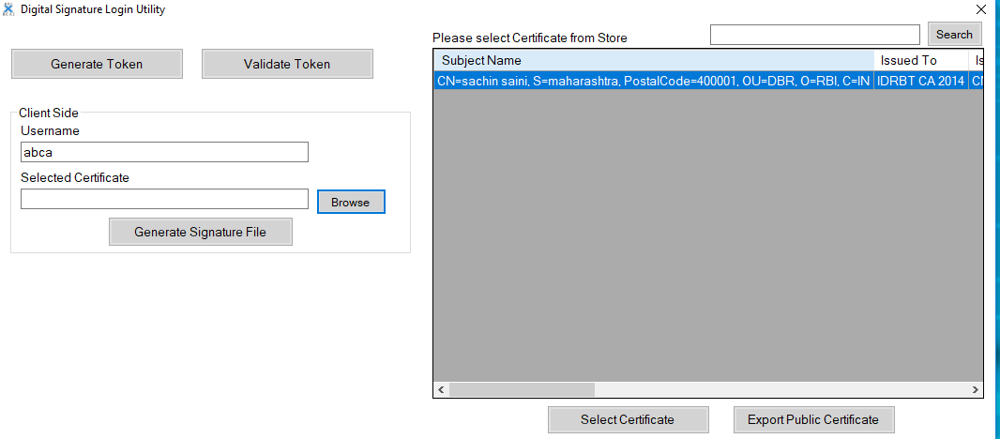 Digital Signature Login Utility
Generate Token
Validate Token
Client Side
Username
abca
Selected Certificate
Browse
Generate Signature File
Please select Certificate from Store
Search
Subject Name Issued To Is
CN=sachin saini, S=maharashtra, PostalCode=400001, OU=DBR, O=RBI, C=IN IDRBT CA 2014 CN
Select Certificate
Export Public Certificate